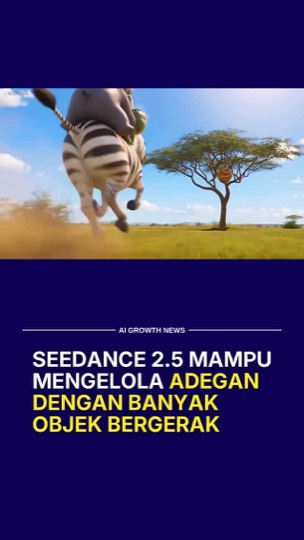 AI GROWTH NEWS
SEEDANCE 2.5 MAMPU
MENGELOLA ADEGAN
DENGAN BANYAK
OBJEK BERGERAK